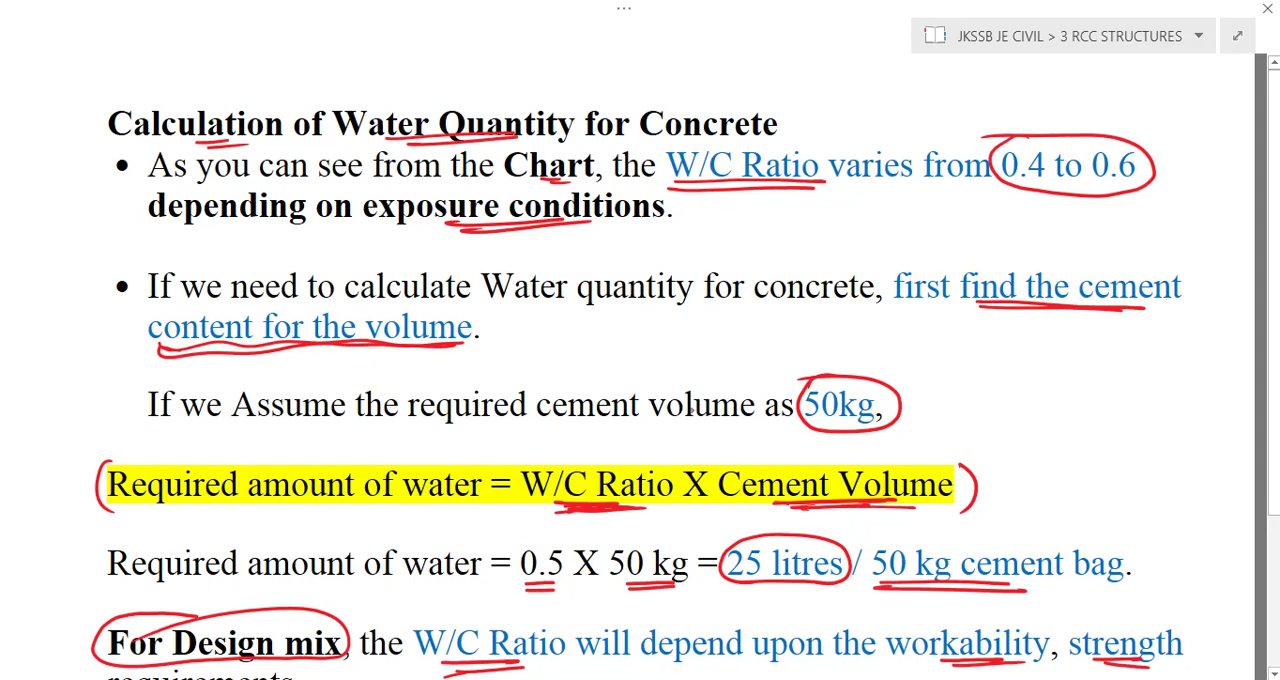 ...
JKSSB JE CIVIL > 3 RCC STRUCTURES
Calculation of Water Quantity for Concrete
• As you can see from the Chart, the W/C Ratio varies from 0.4 to 0.6
depending on exposure conditions.
• If we need to calculate Water quantity for concrete, first find the cement
content for the volume.
If we Assume the required cement volume as 50kg,
Required amount of water = W/C Ratio X Cement Volume
Required amount of water = 0.5 X 50 kg = 25 litres / 50 kg cement bag.
For Design mix, the W/C Ratio will depend upon the workability, strength
requirements